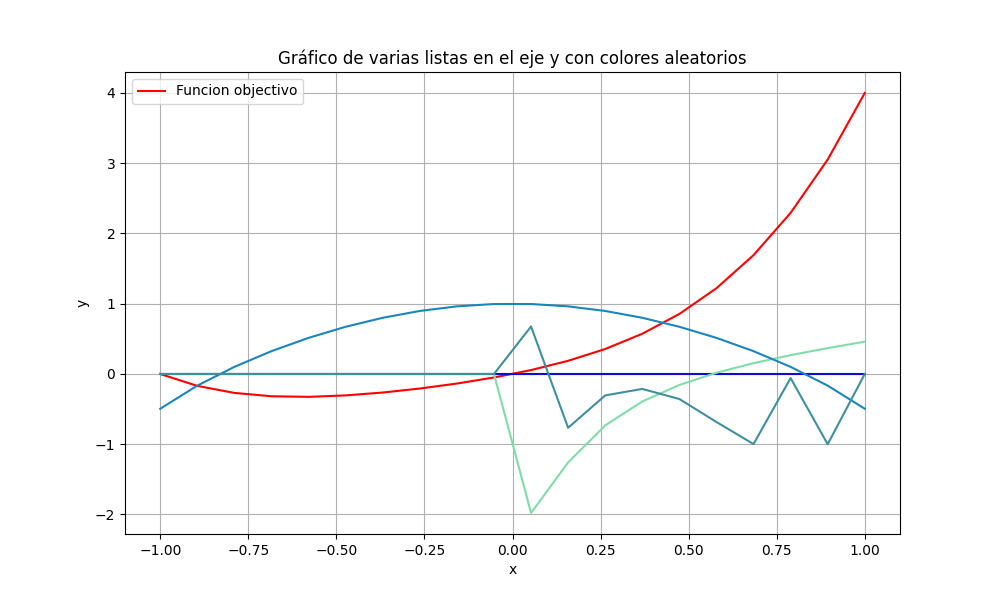 Gráfico de varias listas en el eje y con colores aleatorios
Funcion objectivo
4
3
2
1
0
−1
−2
y
−1.00 −0.75 −0.50 −0.25 0.00 0.25 0.50 0.75 1.00
x